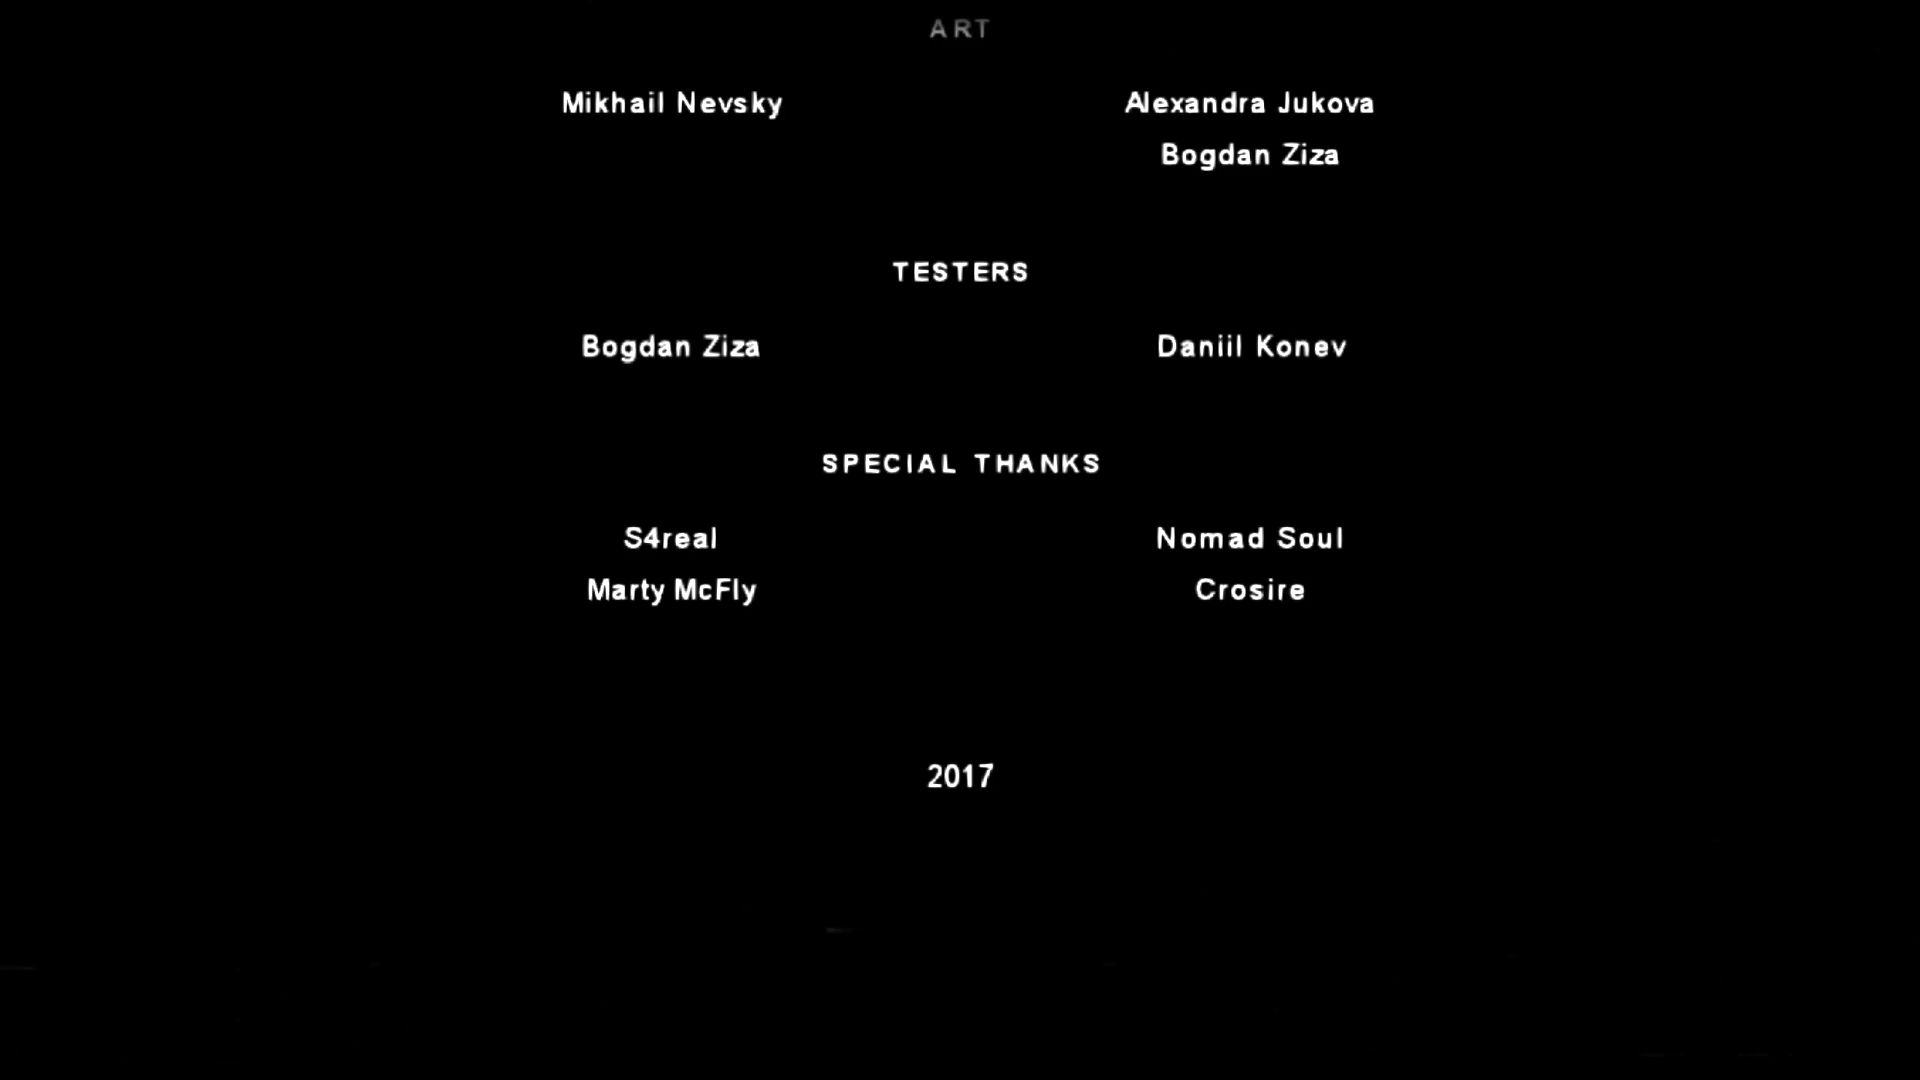 ART
Mikhail Nevsky Alexandra Jukova
Bogdan Ziza
TESTERS
Bogdan Ziza Daniil Konev
SPECIAL THANKS
S4real Nomad Soul
Marty McFly Crosire
2017